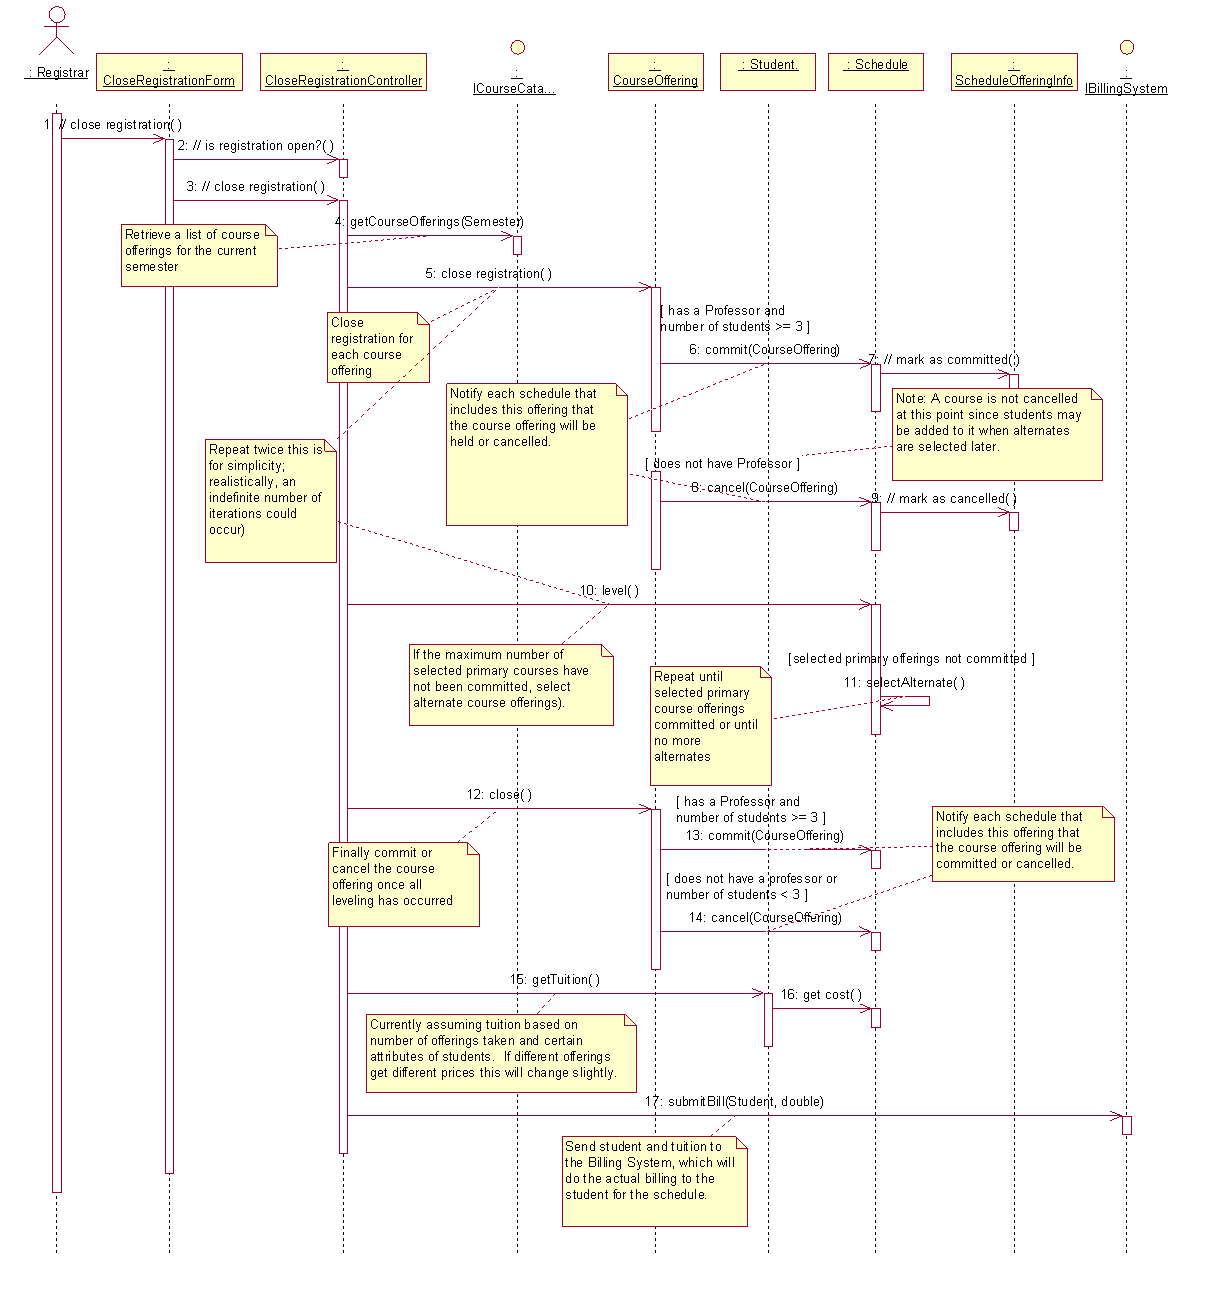 : Registrar
:
CloseRegistrationForm
:
CloseRegistrationController
:
ICourseCata...
:
CourseOffering
: Student.
: Schedule
:
ScheduleOfferingInfo
:
IBillingSystem
1: // close registration( )
2: // is registration open?( )
3: // close registration( )
4: getCourseOfferings(Semester)
Retrieve a list of course
offerings for the current
semester
5: close registration( )
[ has a Professor and
number of students >= 3 ]
Close
registration for
each course
offering
6: commit(CourseOffering)
7: // mark as committed( )
Notify each schedule that
includes this offering that
the course offering will be
held or cancelled.
Note: A course is not cancelled
at this point since students may
be added to it when alternates
are selected later.
Repeat twice this is
for simplicity;
realistically, an
indefinite number of
iterations could
occur)
[ does not have Professor ]
8: cancel(CourseOffering)
9: // mark as cancelled( )
10: level( )
If the maximum number of
selected primary courses have
not been committed, select
alternate course offerings).
[selected primary offerings not committed ]
11: selectAlternate( )
Repeat until
selected primary
course offerings
committed or until
no more
alternates
12: close( )
[ has a Professor and
number of students >= 3 ]
13: commit(CourseOffering)
Notify each schedule that
includes this offering that
the course offering will be
committed or cancelled.
Finally commit or
cancel the course
offering once all
leveling has occurred
[ does not have a professor or
number of students < 3 ]
14: cancel(CourseOffering)
15: getTuition( )
16: get cost( )
Currently assuming tuition based on
number of offerings taken and certain
attributes of students.  If different offerings
get different prices this will change slightly.
17: submitBill(Student, double)
Send student and tuition to
the Billing System, which will
do the actual billing to the
student for the schedule.